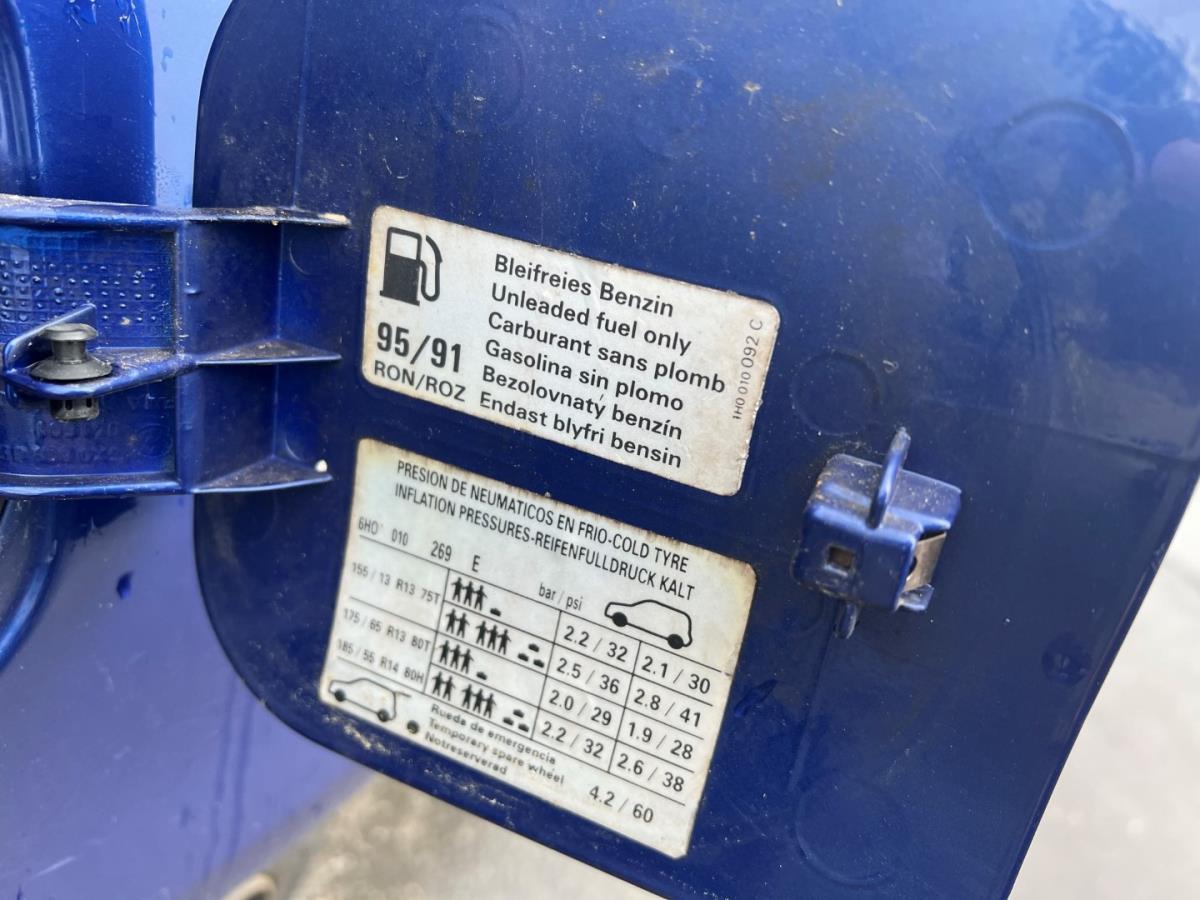 Bleifreies Benzin
Unleaded fuel only
Carburant sans plomb
Gasolina sin plomo
Bezolovnatý benzín
Endast blyfri bensin
95/91
RON/ROZ
1H0 010 092 C
PRESION DE NEUMATICOS EN FRIO-COLD TYRE
INFLATION PRESSURES-REIFENFULLDRUCK KALT
6H0 010 269 E
bar/psi
155/13 R13 75T
2.2/32 2.1/30
2.5/36 2.8/41
175/65 R13 80T
185/55 R14 80H
2.0/29 1.9/28
2.2/32 2.6/38
Rueda de emergencia
Temporary spare wheel
Notreserverad
4.2/60